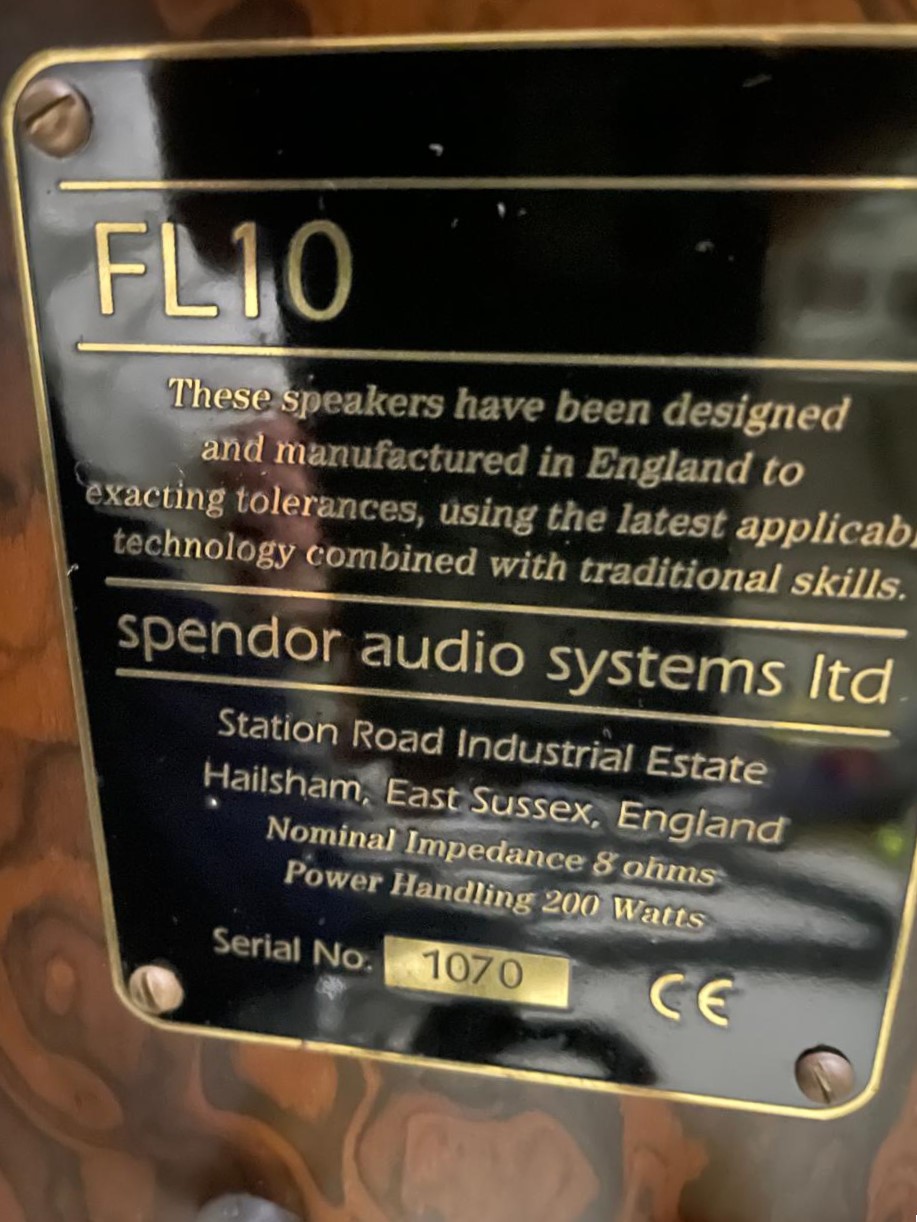 FL10
These speakers have been designed
and manufactured in England to
exacting tolerances, using the latest applicabl
technology combined with traditional skills.
spendor audio systems ltd
Station Road Industrial Estate
Hailsham, East Sussex, England
Nominal Impedance 8 ohms
Power Handling 200 Watts
Serial No. 1070 CE